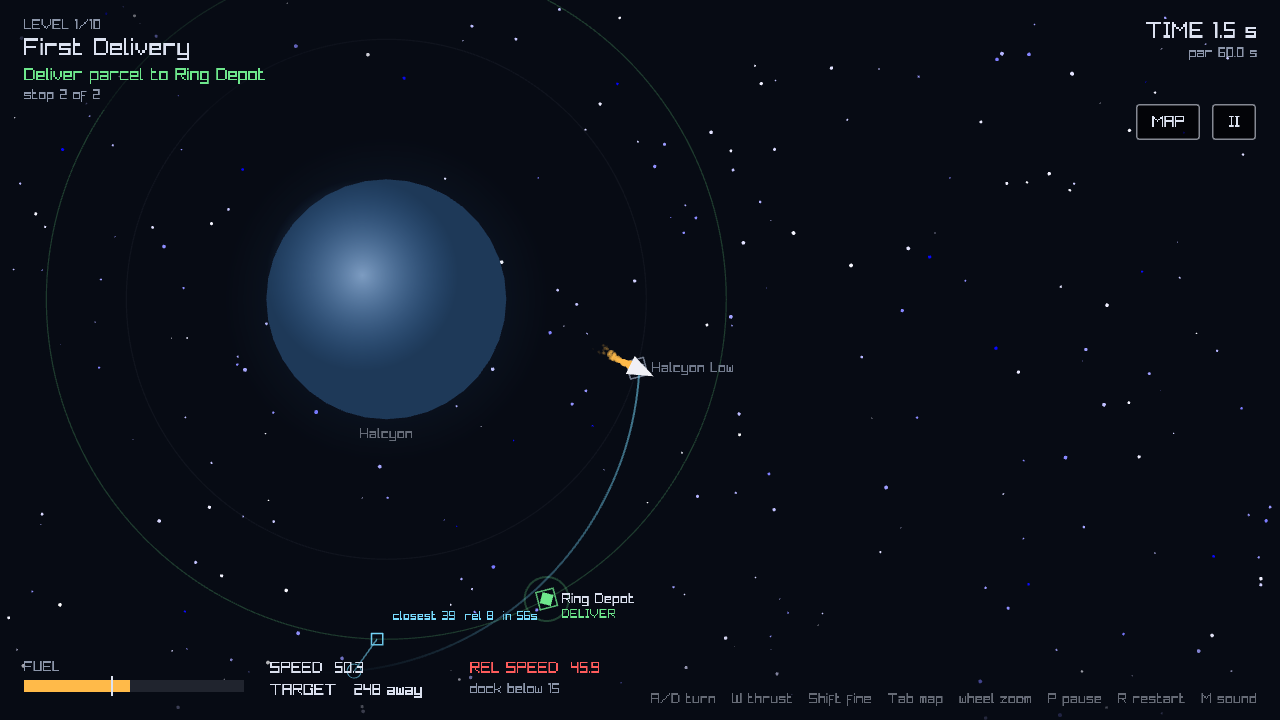 LEVEL 1/10
First Delivery
Deliver parcel to Ring Depot
stop 2 of 2
TIME 1.5 s
par 60.0 s
MAP
II
Halcyon Low
Halcyon
Ring Depot
DELIVER
closest 39 rel 8 in 56s
FUEL
SPEED 50.3
TARGET 248 away
REL SPEED 45.9
dock below 15
A/D turn W thrust Shift fine Tab map wheel zoom P pause R restart M sound